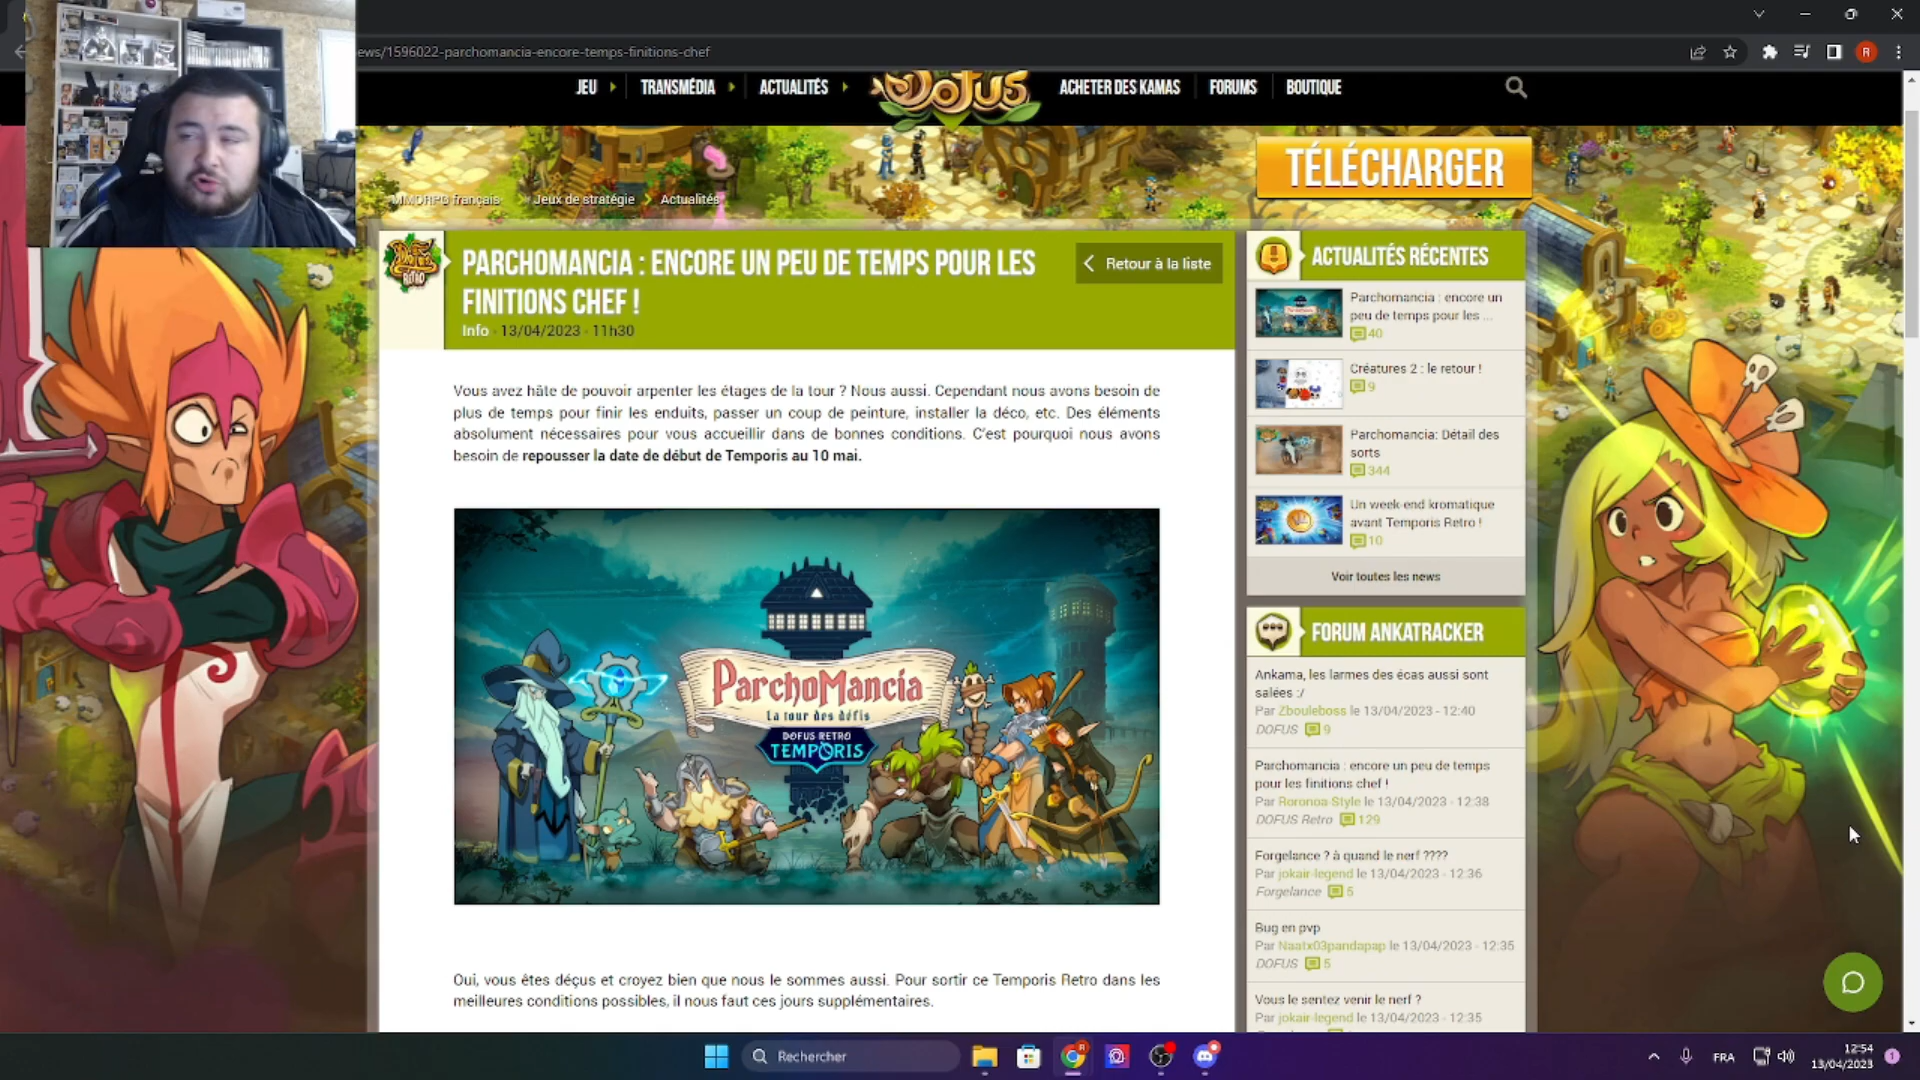 ews/1596022-parchomancia-encore-temps-finitions-chef
R
JEU
TRANSMÉDIA
ACTUALITÉS
DOFUS
ACHETER DES KAMAS
FORUMS
BOUTIQUE
TÉLÉCHARGER
MMORPG français
Jeux de stratégie
Actualités
RETRO
PARCHOMANCIA : ENCORE UN PEU DE TEMPS POUR LES
FINITIONS CHEF !
Info - 13/04/2023 - 11h30
Retour à la liste
Vous avez hâte de pouvoir arpenter les étages de la tour ? Nous aussi. Cependant nous avons besoin de
plus de temps pour finir les enduits, passer un coup de peinture, installer la déco, etc. Des éléments
absolument nécessaires pour vous accueillir dans de bonnes conditions. C'est pourquoi nous avons
besoin de repousser la date de début de Temporis au 10 mai.
PARCHOMANCIA
La tour des défis
DOFUS RETRO
TEMPORIS
Oui, vous êtes déçus et croyez bien que nous le sommes aussi. Pour sortir ce Temporis Retro dans les
meilleures conditions possibles, il nous faut ces jours supplémentaires.
ACTUALITÉS RÉCENTES
Parchomancia : encore un
peu de temps pour les ...
40
Créatures 2 : le retour !
9
Parchomancia: Détail des
sorts
344
Un week-end kromatique
avant Temporis Retro !
10
Voir toutes les news
FORUM ANKATRACKER
Ankama, les larmes des écas aussi sont
salées :/
Par Zbouleboss le 13/04/2023 - 12:40
DOFUS 9
Parchomancia : encore un peu de temps
pour les finitions chef !
Par Roronoa-Style le 13/04/2023 - 12:38
DOFUS Retro 129
Forgelance ? à quand le nerf ????
Par jokair-legend le 13/04/2023 - 12:36
Forgelance 5
Bug en pvp
Par Naatx03pandapap le 13/04/2023 - 12:35
DOFUS 5
Vous le sentez venir le nerf ?
Par jokair-legend le 13/04/2023 - 12:35
Rechercher
FRA
12:54
13/04/2023
1